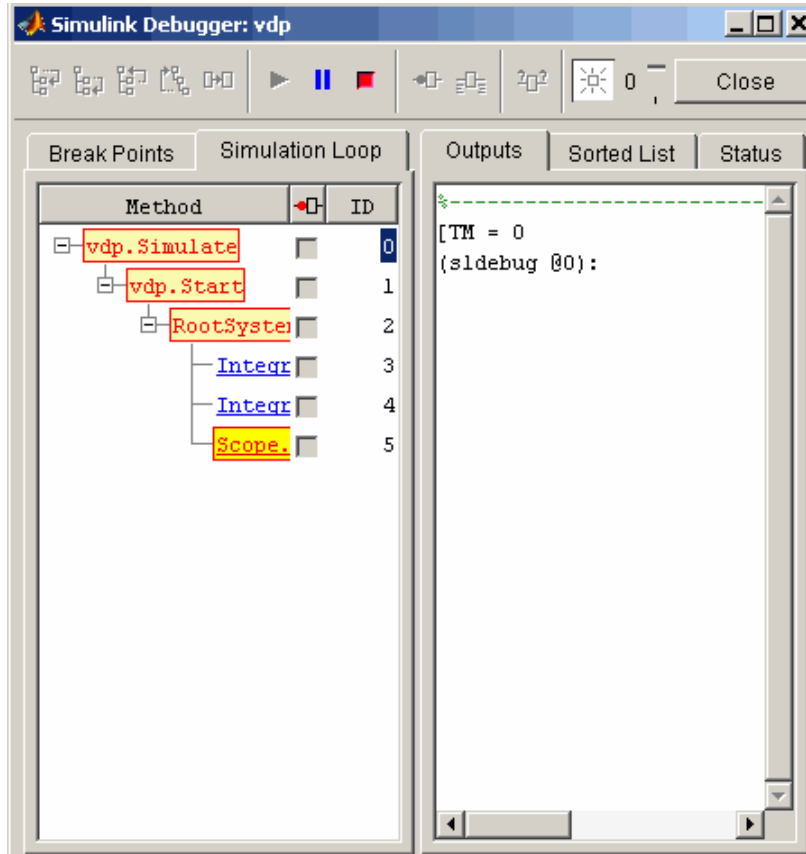 Simulink Debugger: vdp
0 Close
Break Points Simulation Loop
Outputs Sorted List Status
Method ID
vdp.Simulate 0
vdp.Start 1
RootSyste 2
Integr 3
Integr 4
Scope. 5
%-------------------------
[TM = 0
(sldebug @0):